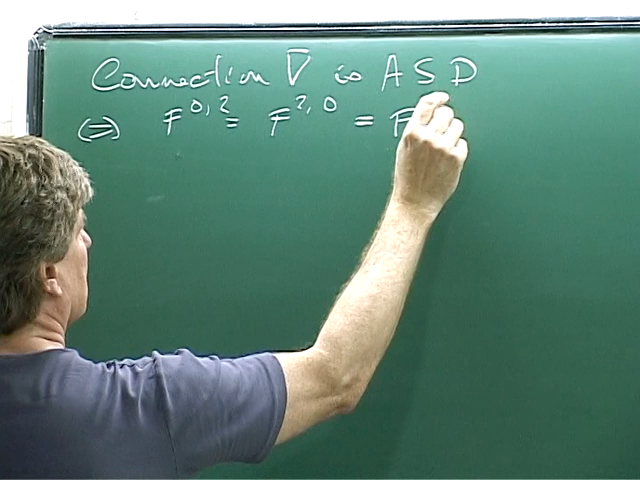 Connection ∇ is ASD
⇔ F^{0,2} = F^{2,0} = F